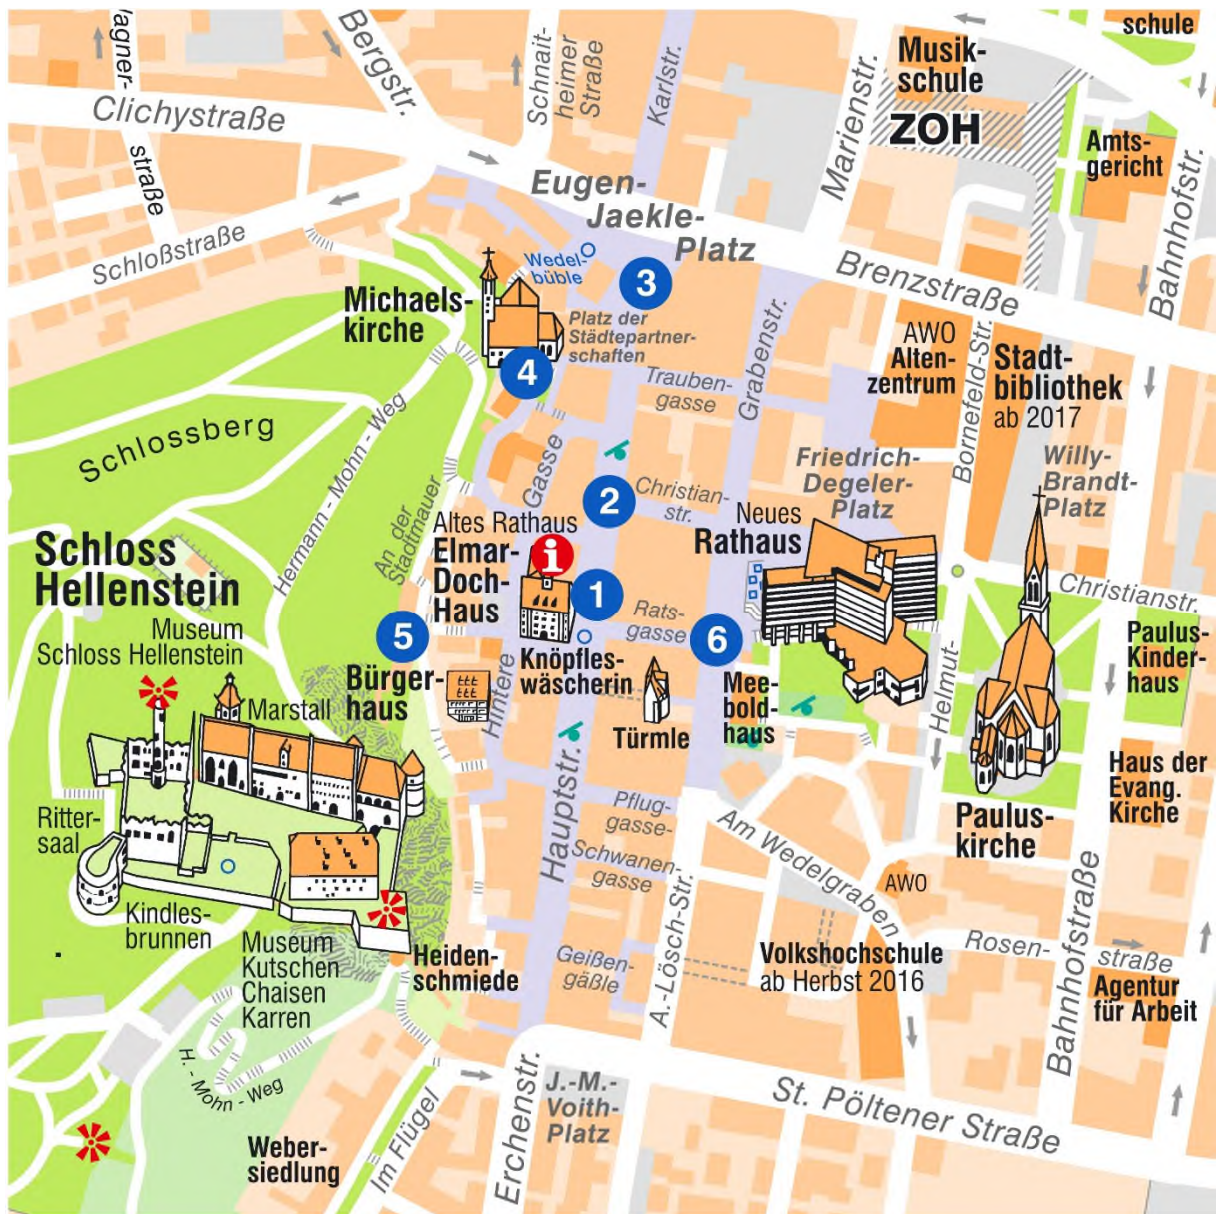 Wagner-
straße
Bergstr.
Schnait-
heimer
Straße
Karlstr.
Marienstr.
Musik-
schule
schule
ZOH
Amts-
gericht
Bahnhofstr.
Clichystraße
Schloßstraße
Eugen-
Jaekle-
Platz
Brenzstraße
Wedel-
büble
3
Michaels-
kirche
Platz der
Städtepartner-
schaften
4
Trauben-
gasse
Grabenstr.
AWO
Alten-
zentrum
Bornefeld-Str.
Stadt-
bibliothek
ab 2017
Schlossberg
Hermann-Mohn-Weg
An der
Stadtmauer
Hintere
Gasse
2
Christian-
str.
Friedrich-
Degeler-
Platz
Willy-
Brandt-
Platz
Altes Rathaus
Elmar-
Doch-
Haus
i
1
Neues
Rathaus
Christianstr.
Schloss
Hellenstein
Museum
Schloss Hellenstein
Marstall
5
Bürger-
haus
Knöpfles-
wäscherin
Rats-
gasse
6
Türmle
Mee-
bold-
haus
Helmut-
Paulus-
Kinder-
haus
Haus der
Evang.
Kirche
Paulus-
kirche
Ritter-
saal
Kindles-
brunnen
Museum
Kutschen
Chaisen
Karren
Heiden-
schmiede
Hauptstr.
Pflug-
gasse-
Schwanen-
gasse
Geißen-
gäßle
A.-Lösch-Str.
Am Wedelgraben
AWO
Volkshochschule
ab Herbst 2016
Rosen-
straße
Agentur
für Arbeit
Bahnhofstraße
H.-Mohn-Weg
Weber-
siedlung
Im Flügel
Erchenstr.
J.-M.-
Voith-
Platz
St. Pöltener Straße